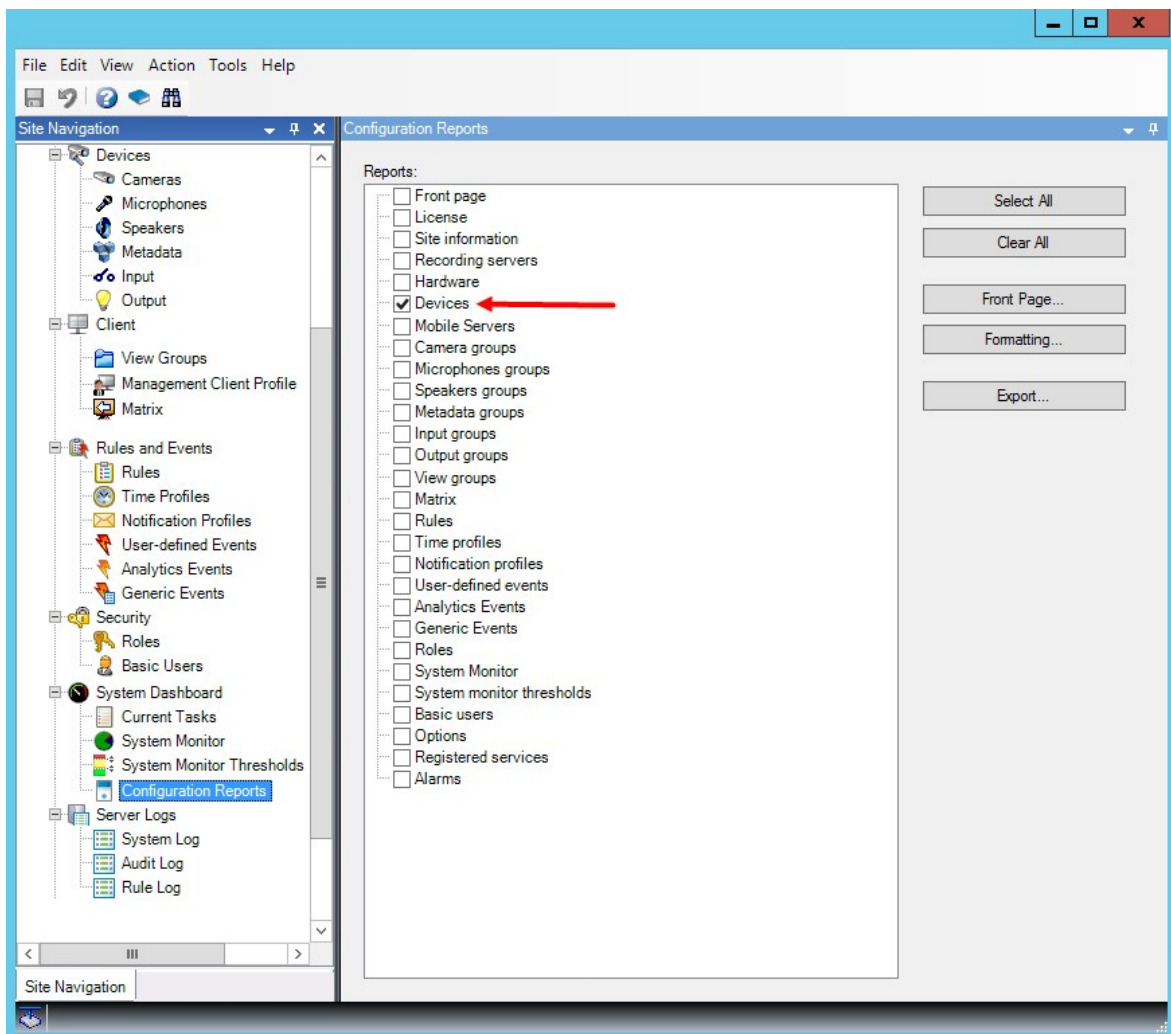 File Edit View Action Tools Help
Site Navigation
Devices
Cameras
Microphones
Speakers
Metadata
Input
Output
Client
View Groups
Management Client Profile
Matrix
Rules and Events
Rules
Time Profiles
Notification Profiles
User-defined Events
Analytics Events
Generic Events
Security
Roles
Basic Users
System Dashboard
Current Tasks
System Monitor
System Monitor Thresholds
Configuration Reports
Server Logs
System Log
Audit Log
Rule Log
Site Navigation
Configuration Reports
Reports:
Front page
License
Site information
Recording servers
Hardware
Devices
Mobile Servers
Camera groups
Microphones groups
Speakers groups
Metadata groups
Input groups
Output groups
View groups
Matrix
Rules
Time profiles
Notification profiles
User-defined events
Analytics Events
Generic Events
Roles
System Monitor
System monitor thresholds
Basic users
Options
Registered services
Alarms
Select All
Clear All
Front Page...
Formatting...
Export...